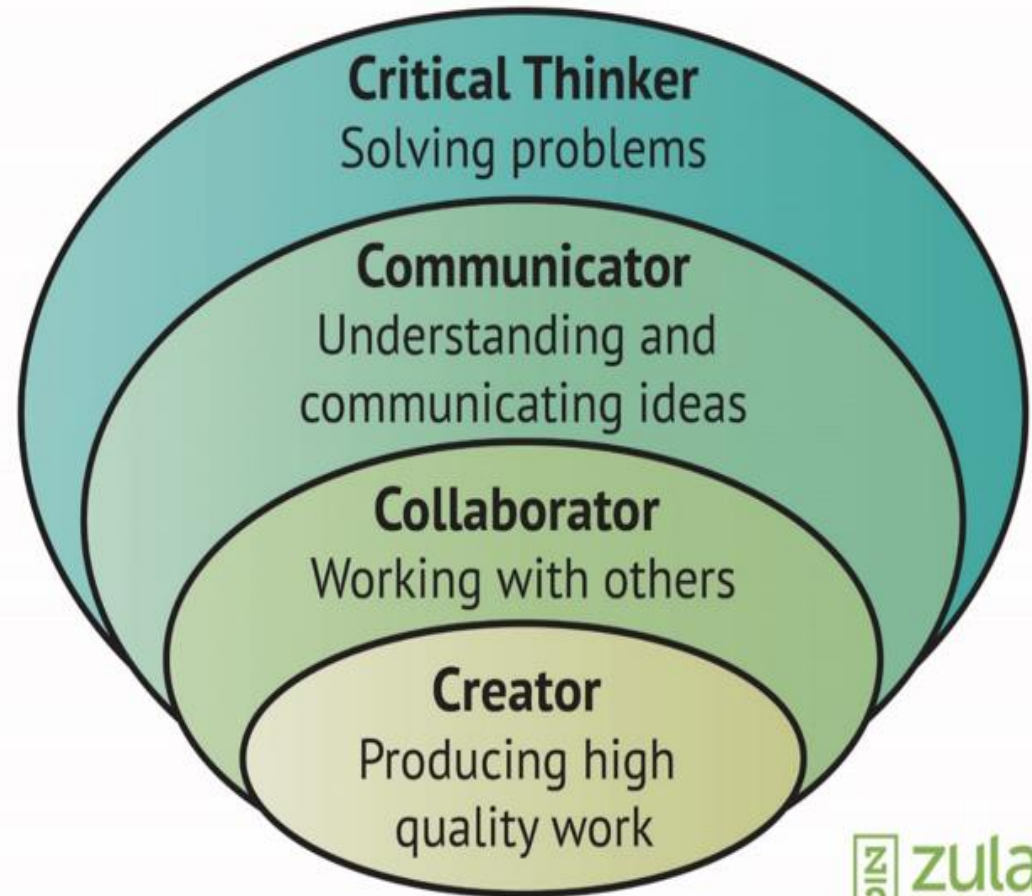 Critical Thinker
Solving problems
Communicator
Understanding and
communicating ideas
Collaborator
Working with others
Creator
Producing high
quality work
zula